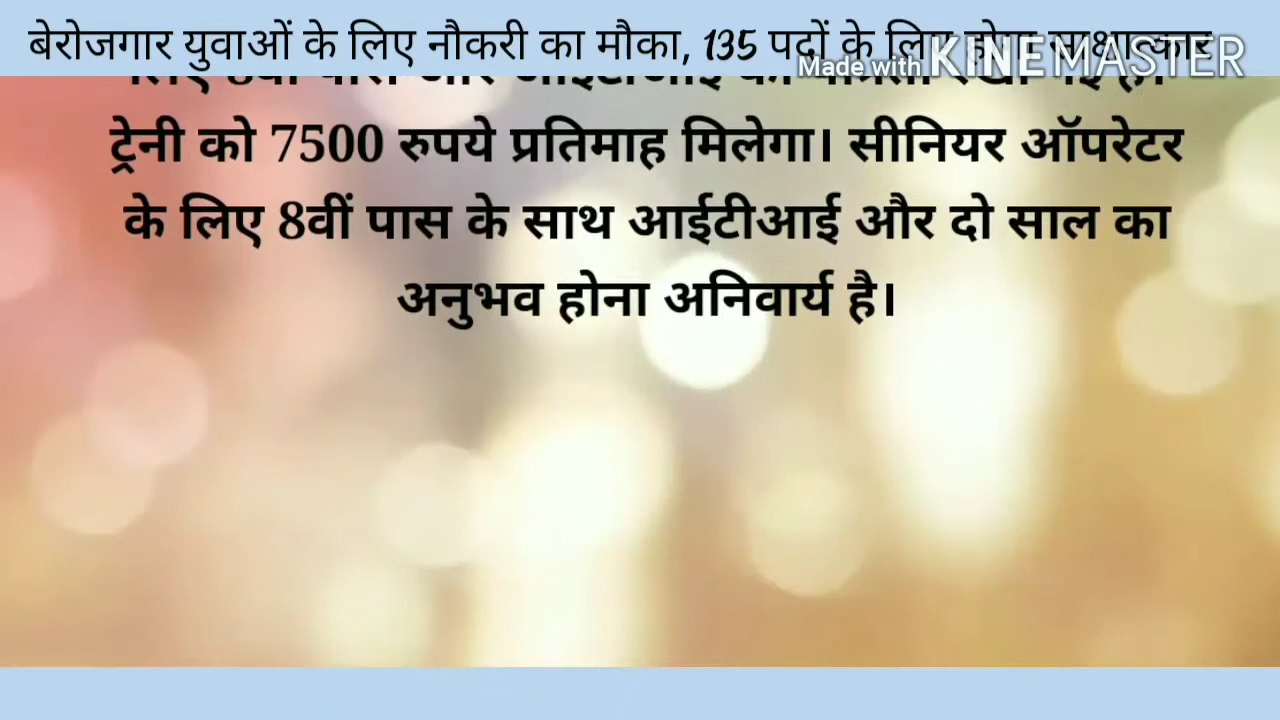 बेरोजगार युवाओं के लिए नौकरी का मौका, 135 पदों के लिए होगा साक्षात्कार
Made with KINEMASTER
ट्रेनी को 7500 रुपये प्रतिमाह मिलेगा। सीनियर ऑपरेटर
के लिए 8वीं पास के साथ आईटीआई और दो साल का
अनुभव होना अनिवार्य है।